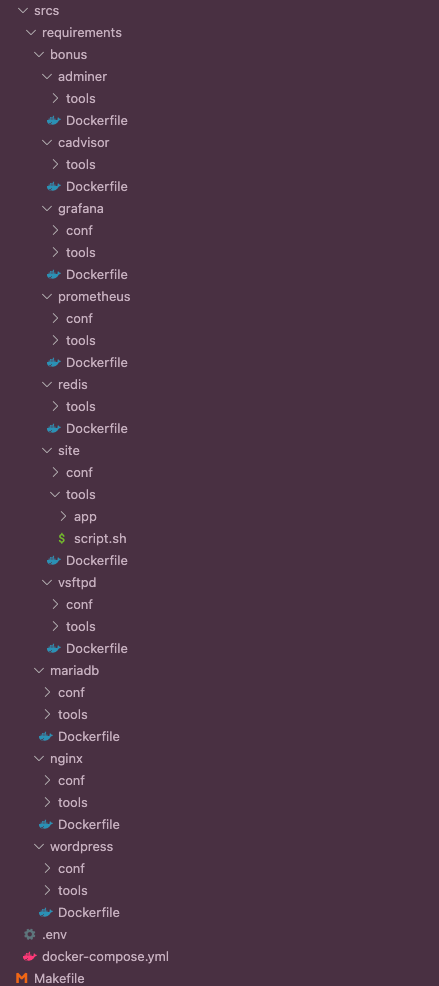 srcs
requirements
bonus
adminer
tools
Dockerfile
cadvisor
tools
Dockerfile
grafana
conf
tools
Dockerfile
prometheus
conf
tools
Dockerfile
redis
tools
Dockerfile
site
conf
tools
app
$ script.sh
Dockerfile
vsftpd
conf
tools
Dockerfile
mariadb
conf
tools
Dockerfile
nginx
conf
tools
Dockerfile
wordpress
conf
tools
Dockerfile
.env
docker-compose.yml
M Makefile